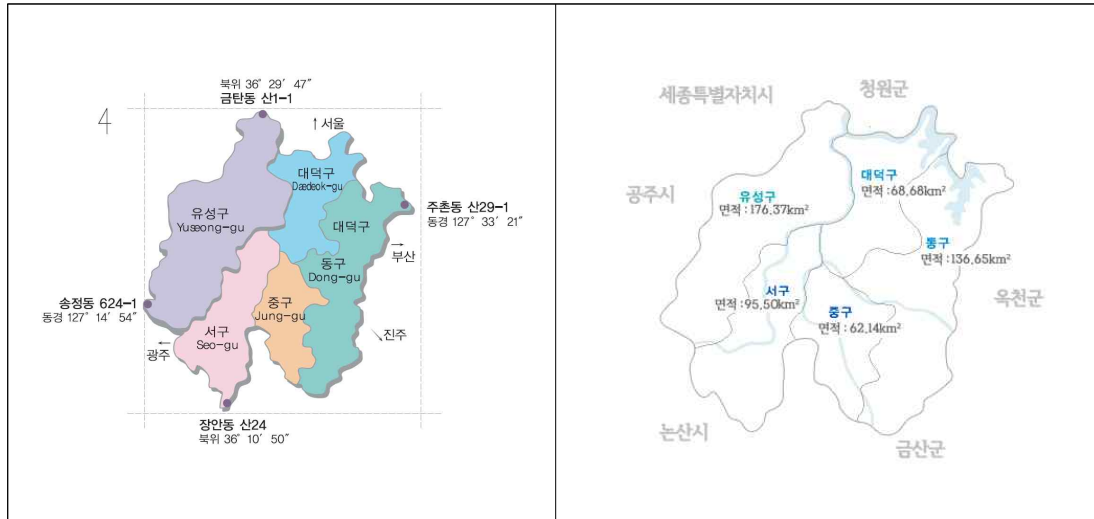 북위 36° 29′ 47″
금탄동 산1-1
4
↑서울
대덕구
Daedeok-gu
유성구
Yuseong-gu
대덕구
주촌동 산29-1
동경 127° 33′ 21″
→
부산
동구
Dong-gu
송정동 624-1
동경 127° 14′ 54″
중구
Jung-gu
서구
Seo-gu
↘진주
←
광주
장안동 산24
북위 36° 10′ 50″
세종특별자치시
청원군
공주시
대덕구
면적 : 68,68km²
유성구
면적 : 176,37km²
통구
면적 : 136,65km²
옥천군
서구
면적 : 95,50km²
중구
면적 : 62,14km²
논산시
금산군